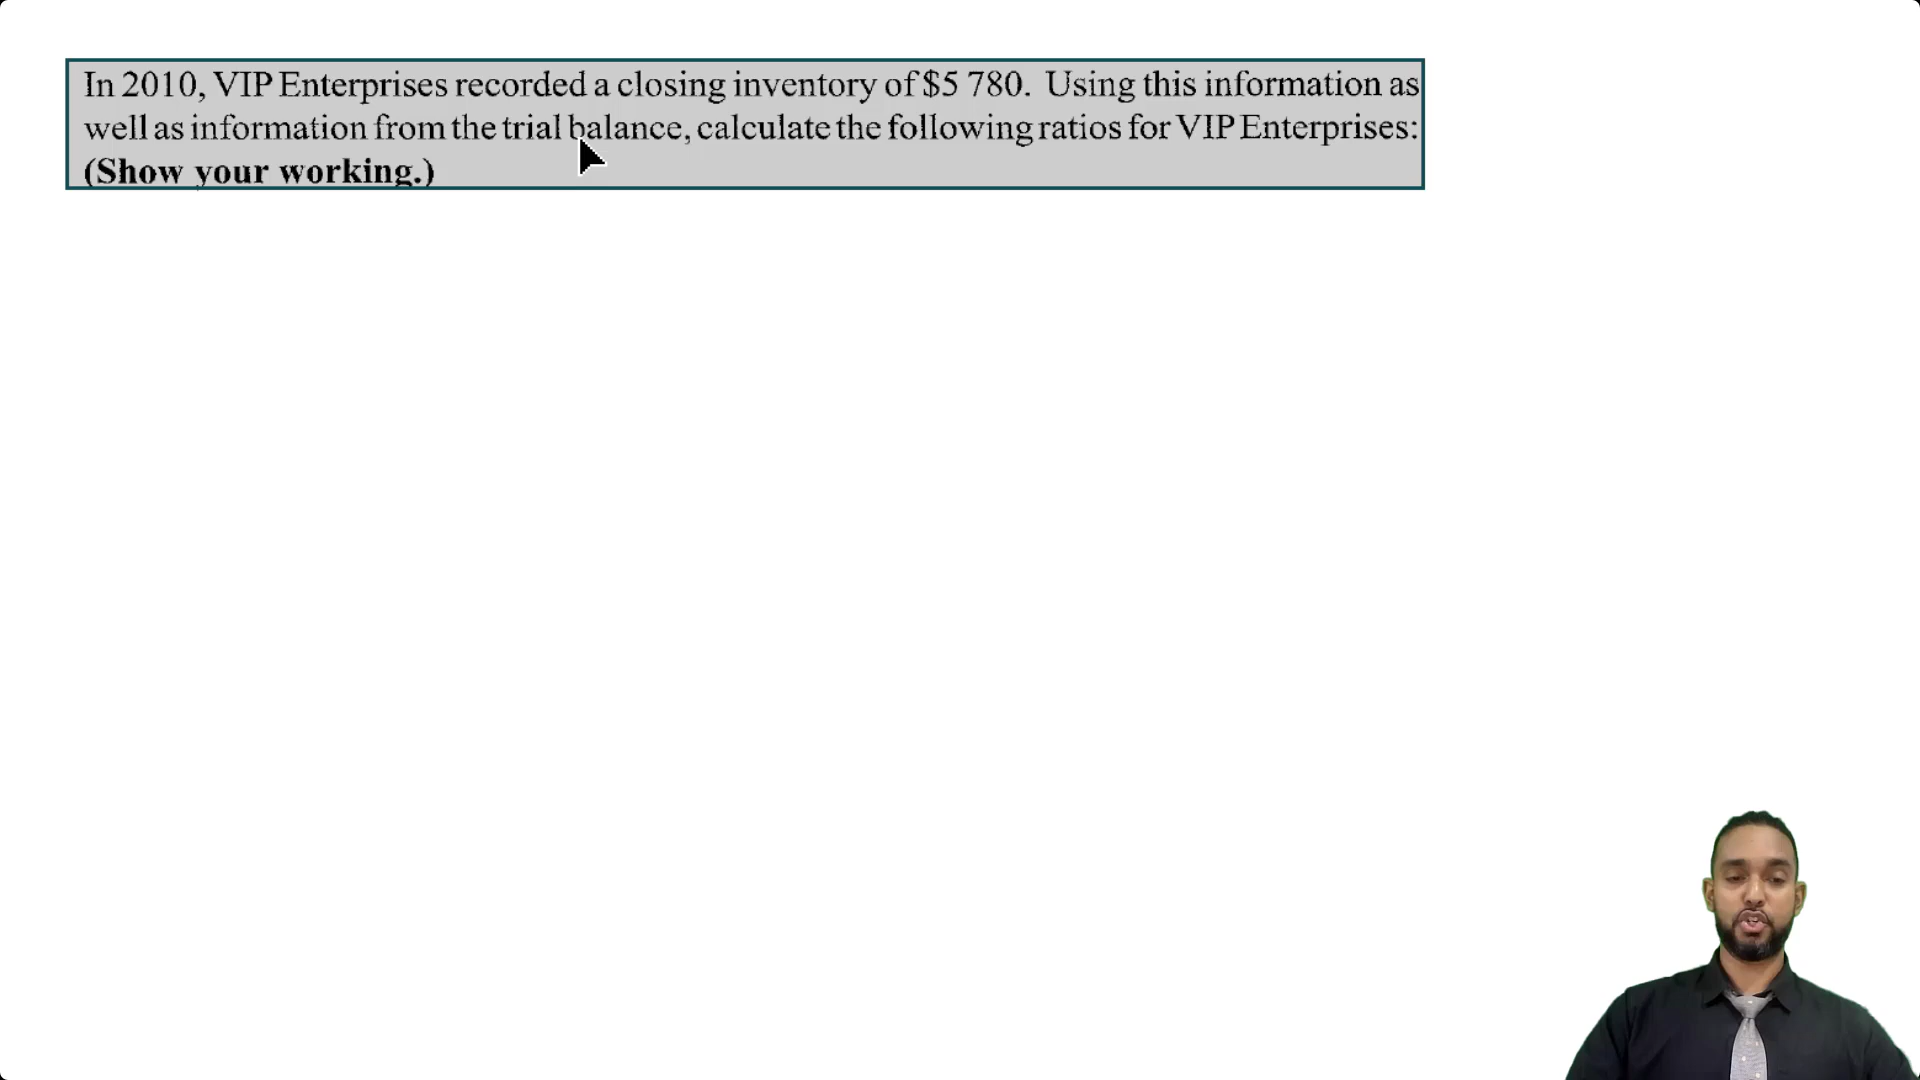 In 2010, VIP Enterprises recorded a closing inventory of $5 780. Using this information as
well as information from the trial balance, calculate the following ratios for VIP Enterprises:
(Show your working.)